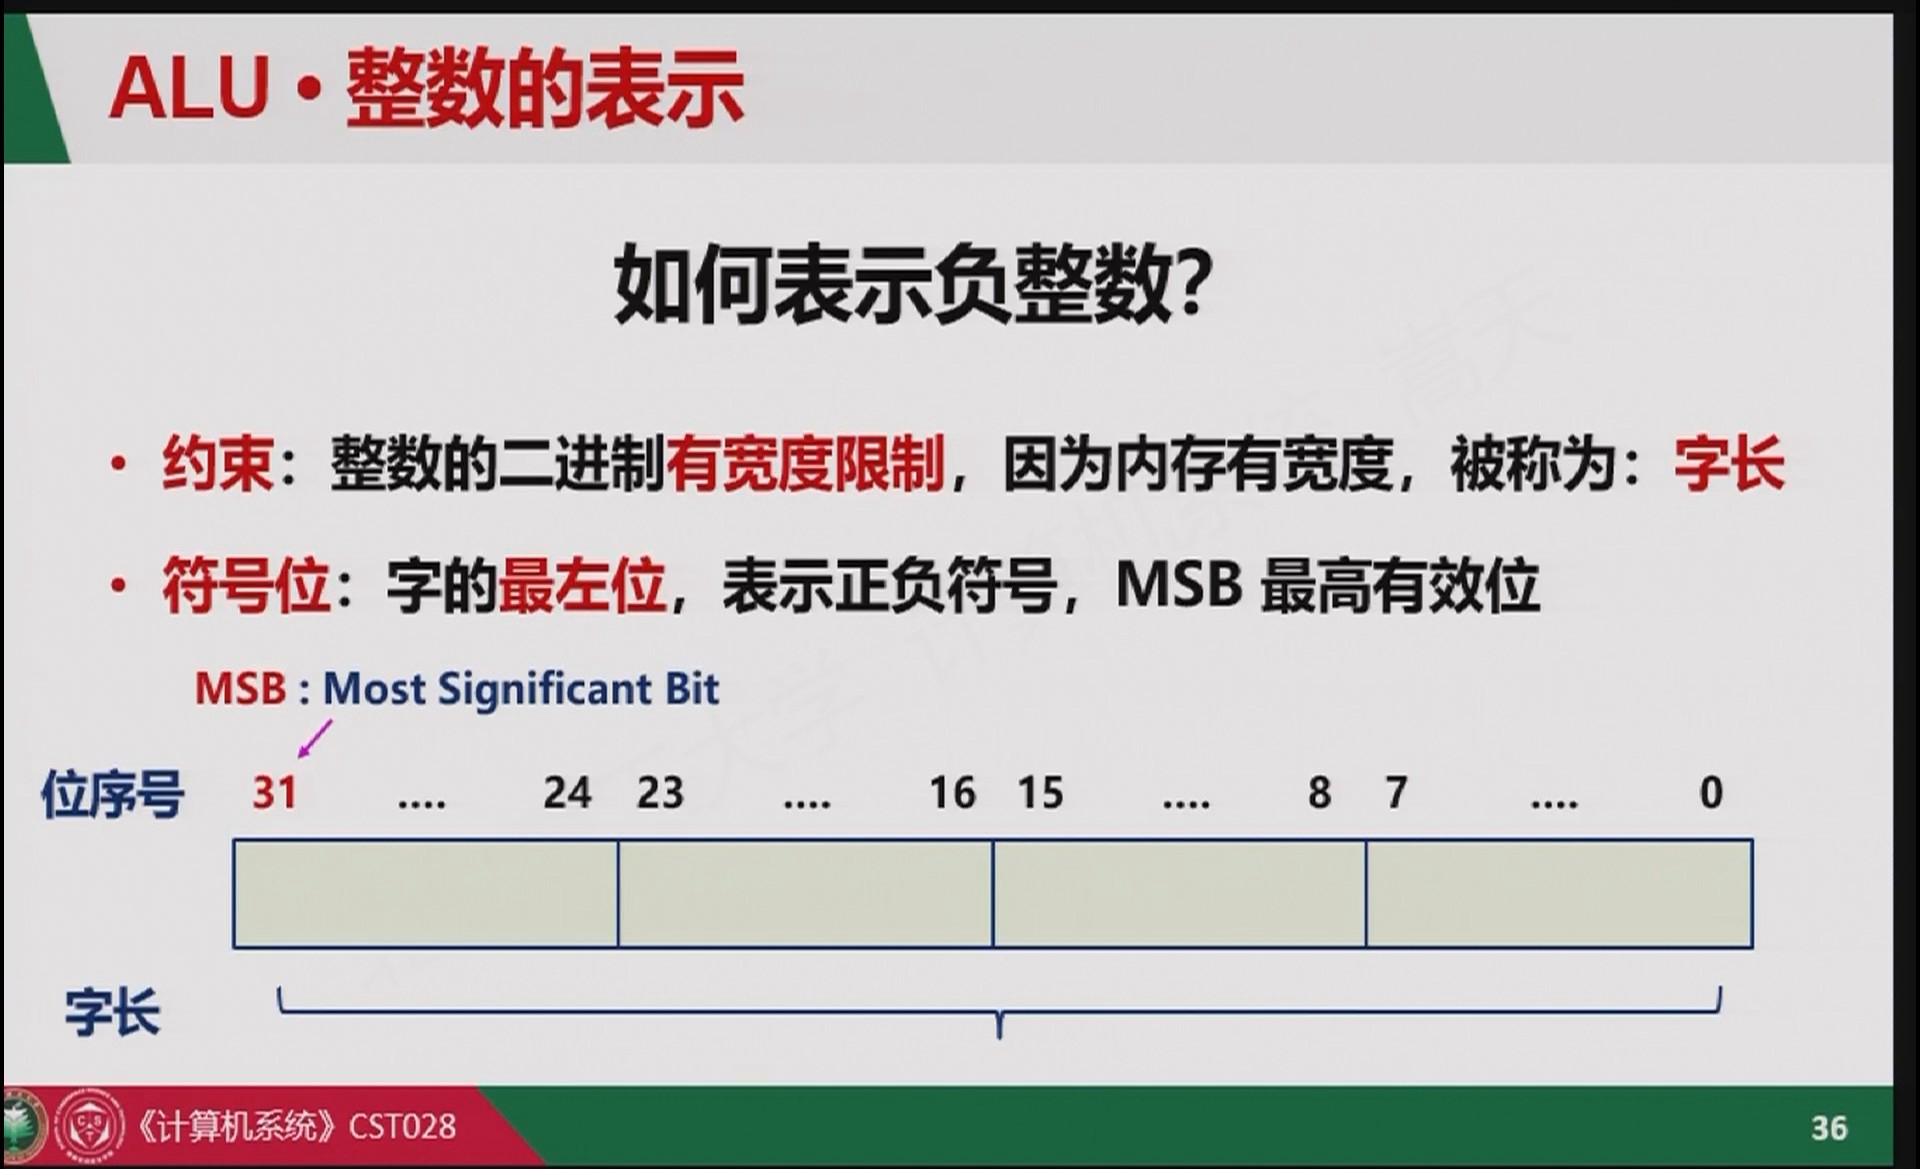 ALU • 整数的表示
如何表示负整数?
• 约束：整数的二进制有宽度限制，因为内存有宽度，被称为：字长
• 符号位：字的最左位，表示正负符号，MSB 最高有效位
MSB : Most Significant Bit
位序号 31 .... 24 23 .... 16 15 .... 8 7 .... 0
字长
《计算机系统》CST028
36